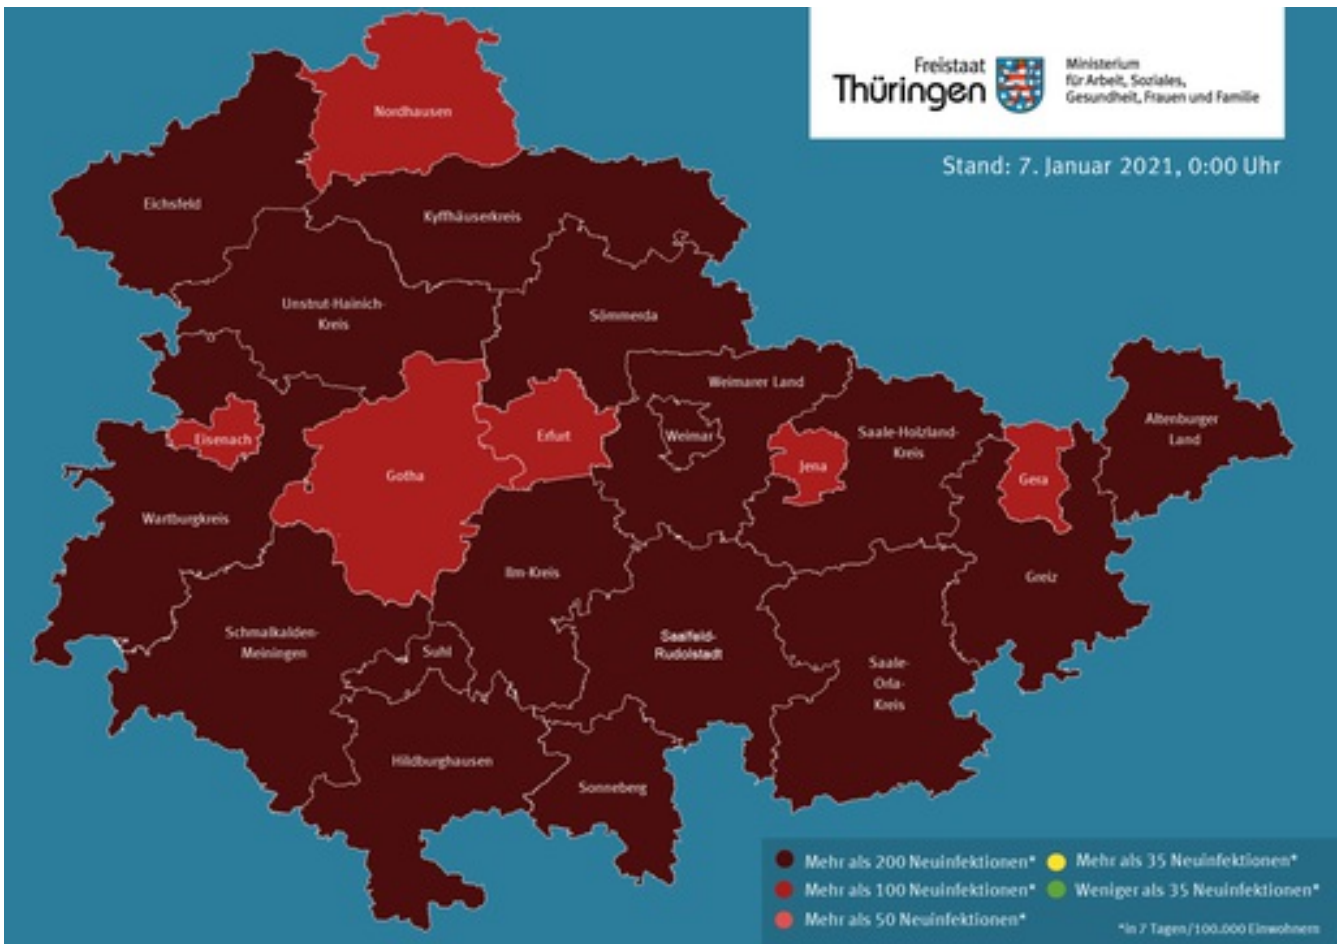 Freistaat
Thüringen
Ministerium
für Arbeit, Soziales,
Gesundheit, Frauen und Familie
Stand: 7. Januar 2021, 0:00 Uhr
Nordhausen
Eichsfeld
Kyffhäuserkreis
Unstrut-Hainich-
Kreis
Sömmerda
Weimarer Land
Eisenach
Gotha
Erfurt
Weimar
Jena
Saale-Holzland-
Kreis
Gera
Altenburger
Land
Wartburgkreis
Ilm-Kreis
Greiz
Schmalkalden-
Meiningen
Suhl
Saalfeld-
Rudolstadt
Saale-
Orla-
Kreis
Hildburghausen
Sonneberg
Mehr als 200 Neuinfektionen*
Mehr als 100 Neuinfektionen*
Mehr als 50 Neuinfektionen*
Mehr als 35 Neuinfektionen*
Weniger als 35 Neuinfektionen*
*in 7 Tagen/100.000 Einwohnern